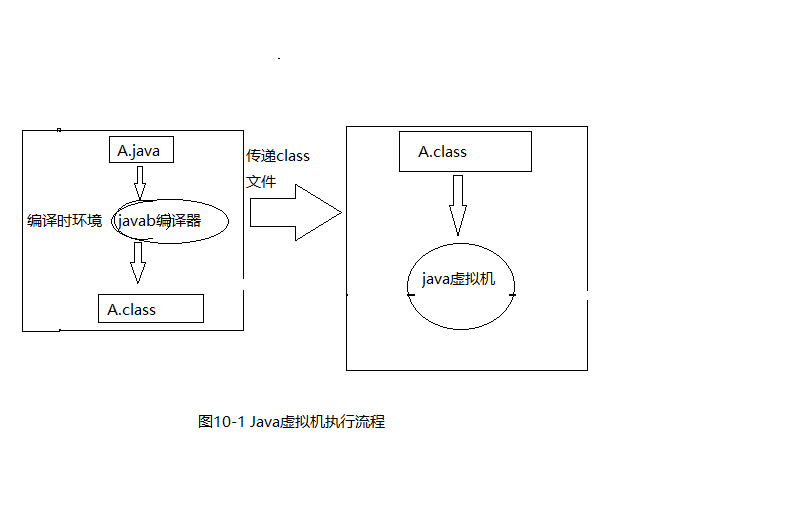 A.java
编译时环境
javab编译器
A.class
传递class
文件
A.class
java虚拟机
图10-1 Java虚拟机执行流程